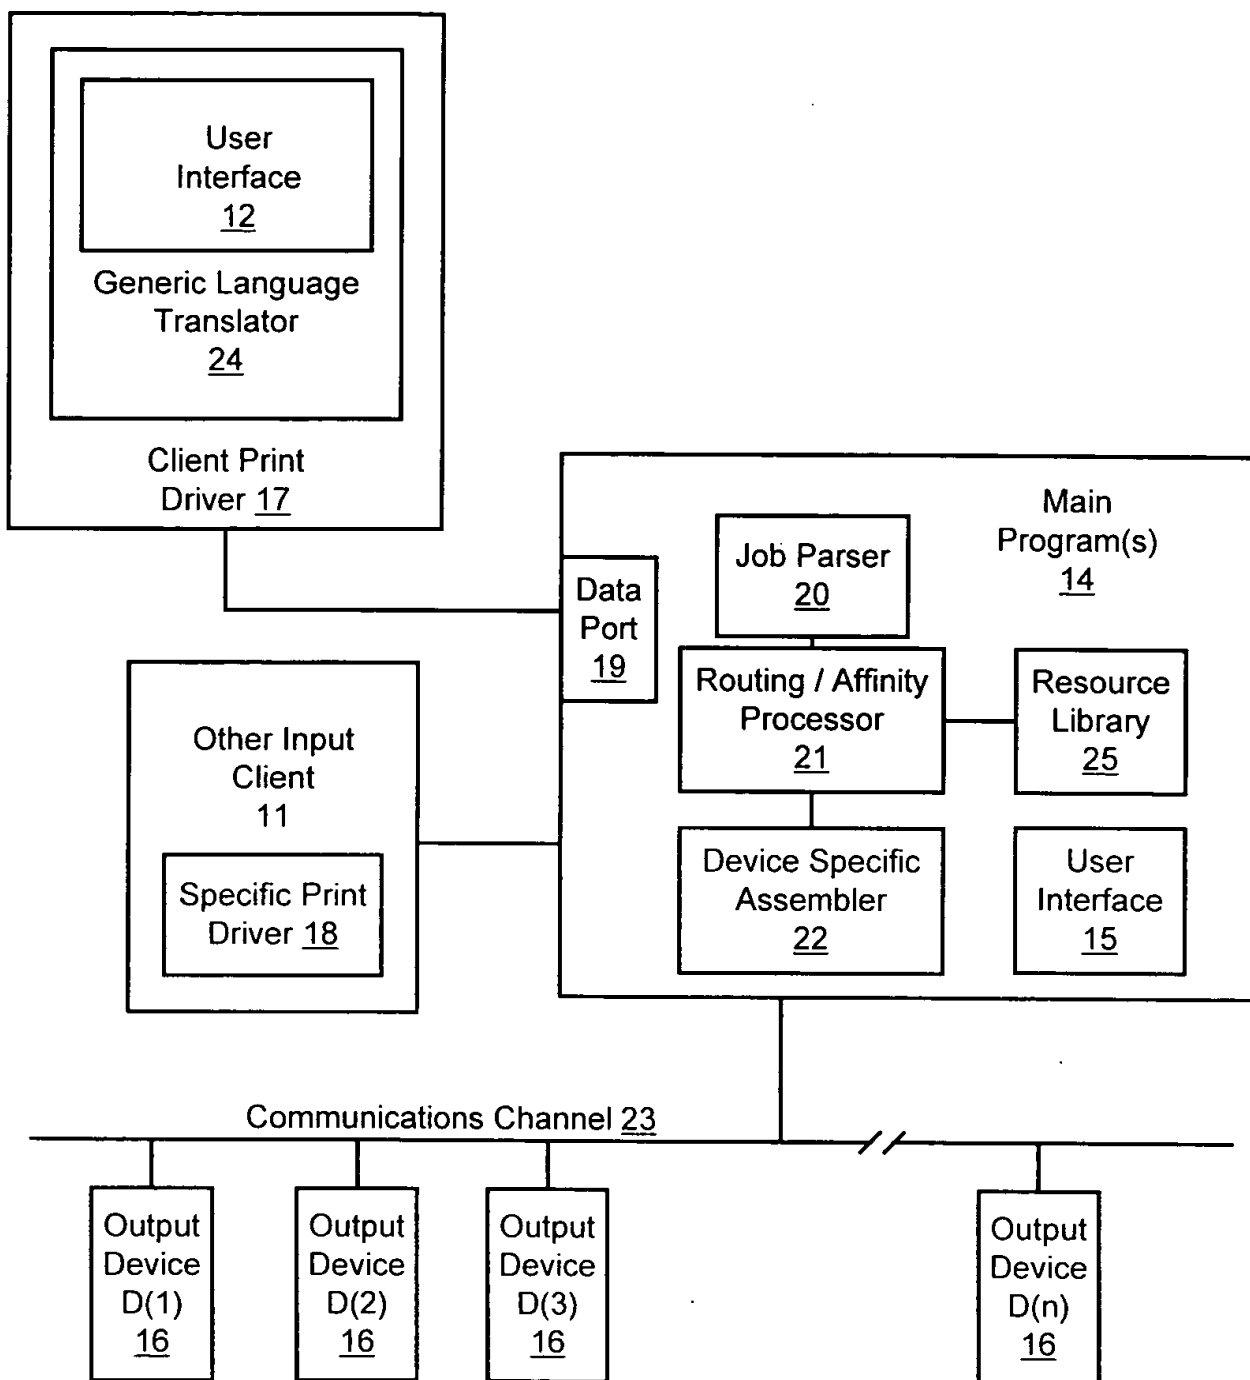 User
Interface
12
Generic Language
Translator
24
Client Print
Driver 17
Main
Program(s)
14
Job Parser
20
Data
Port
19
Routing / Affinity
Processor
21
Resource
Library
25
Other Input
Client
11
Specific Print
Driver 18
Device Specific
Assembler
22
User
Interface
15
Communications Channel 23
Output
Device
D(1)
16
Output
Device
D(2)
16
Output
Device
D(3)
16
Output
Device
D(n)
16